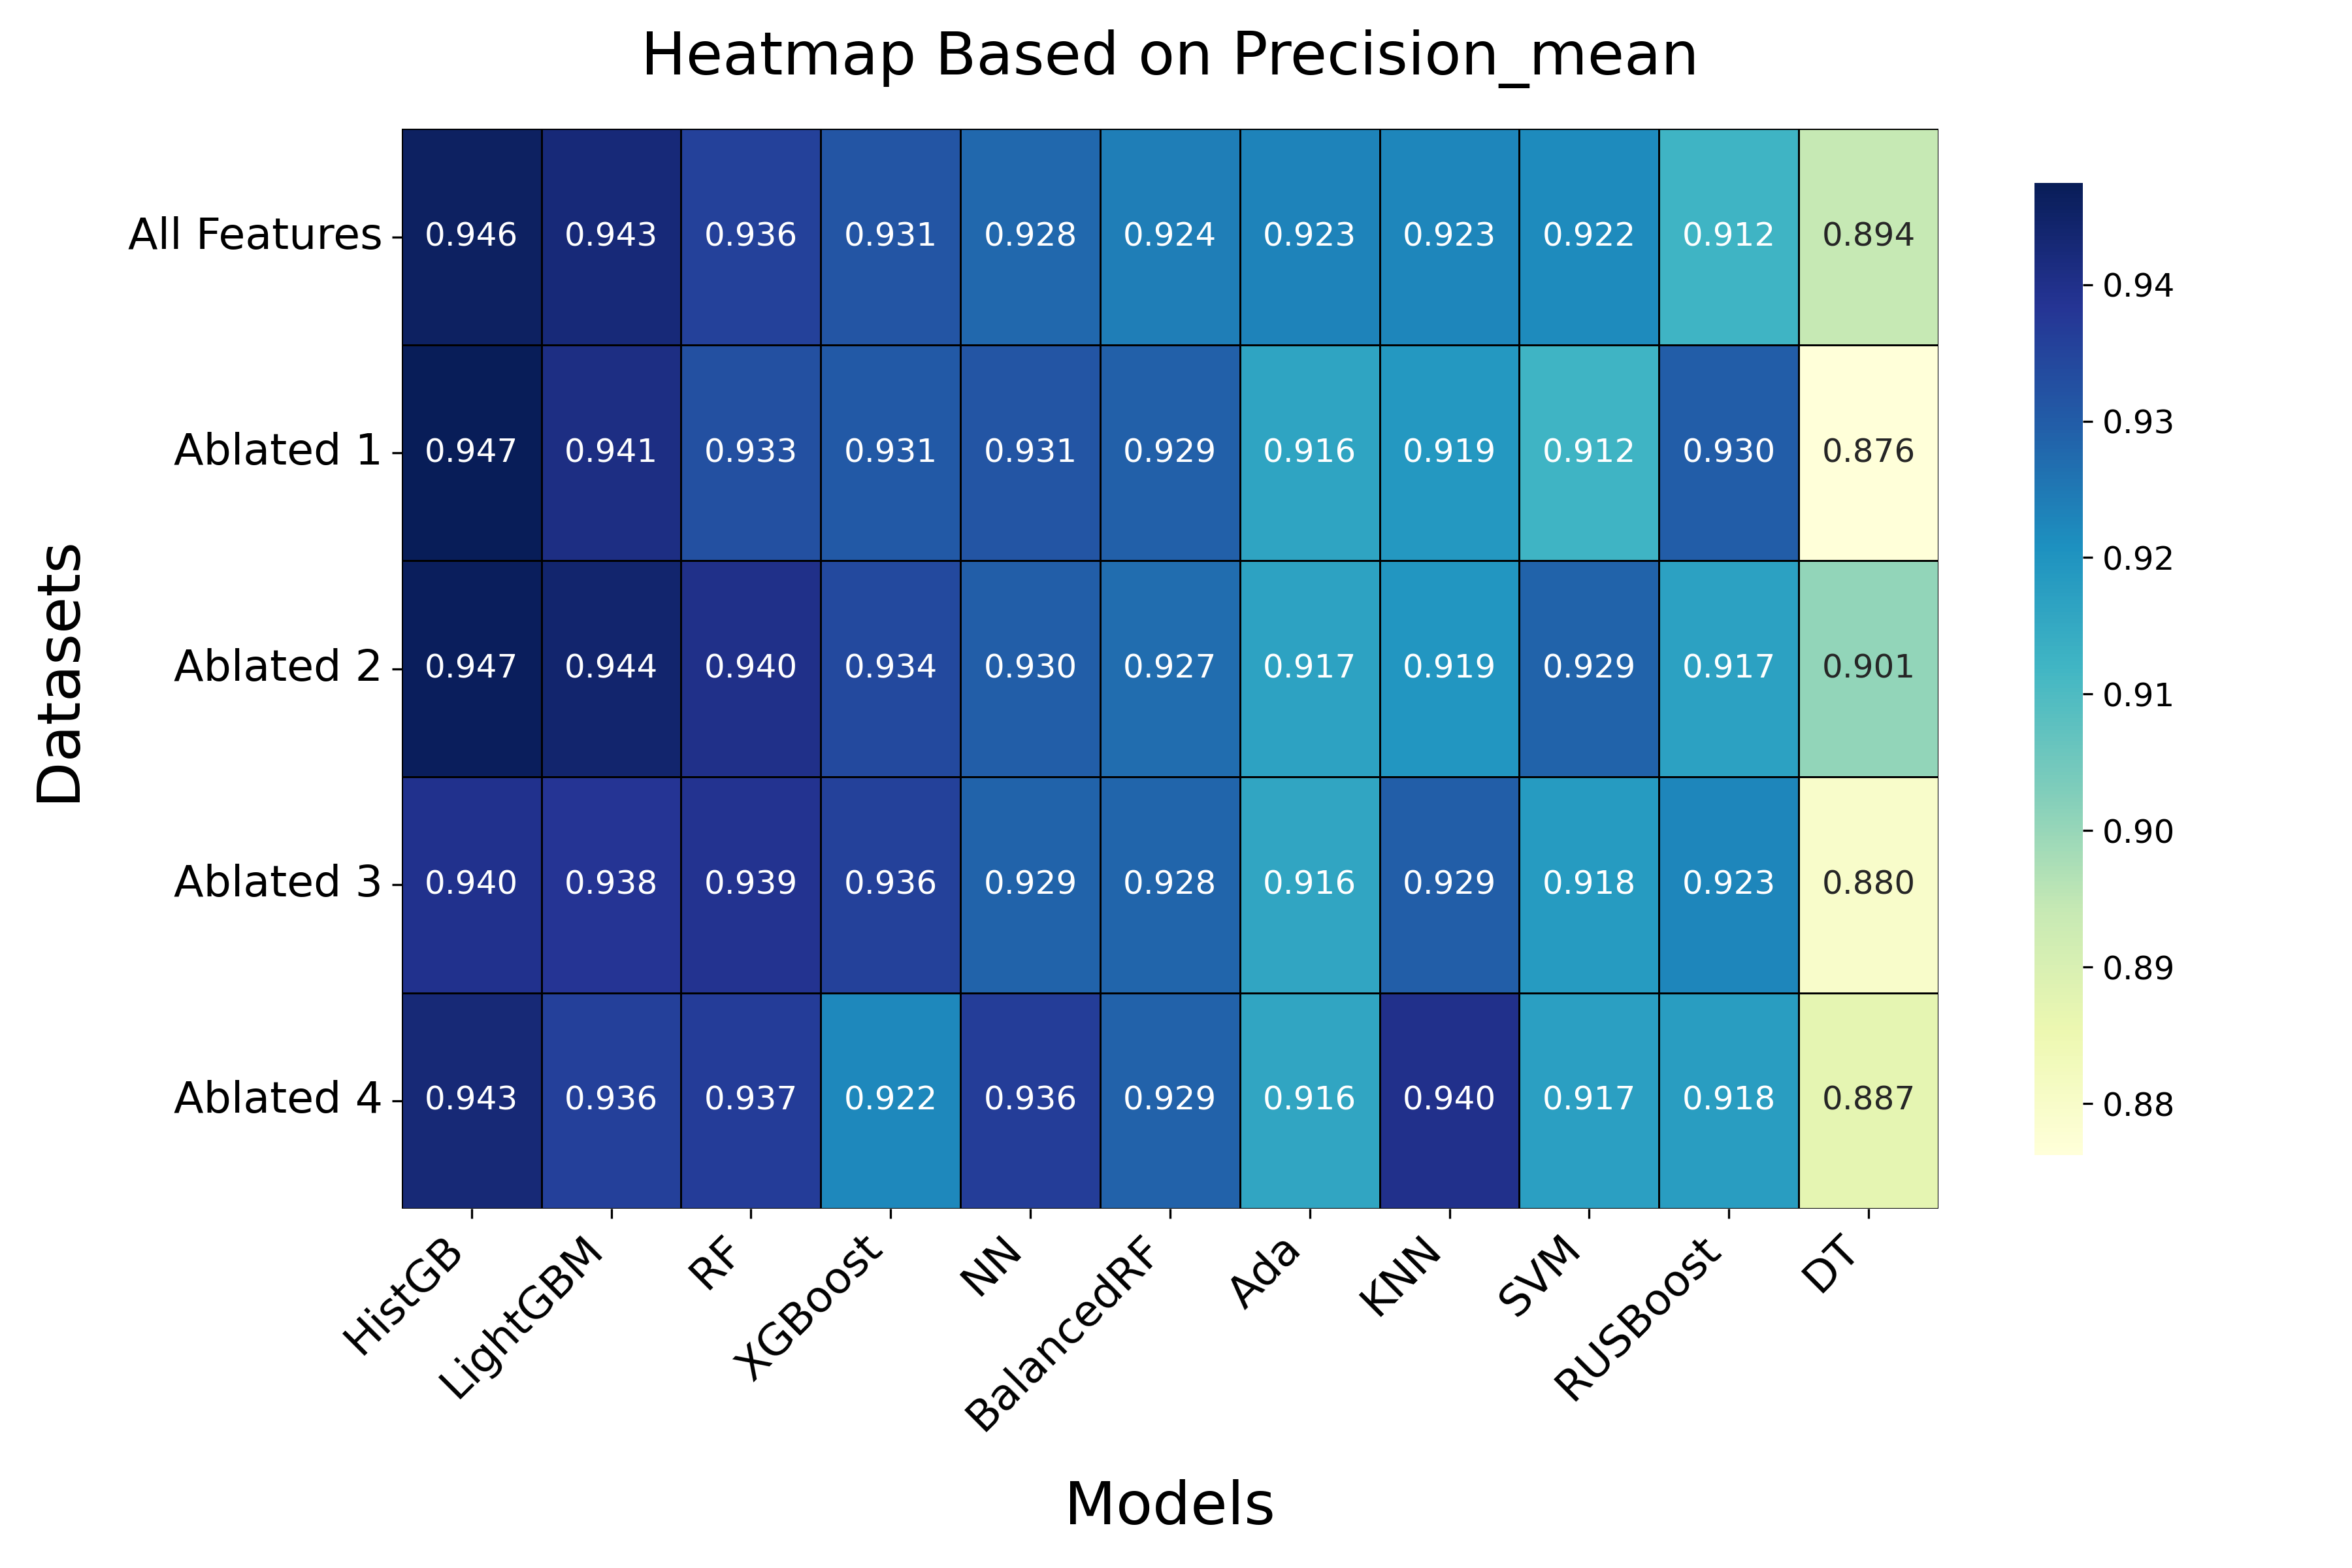 Heatmap Based on Precision_mean
Datasets
All Features 0.946 0.943 0.936 0.931 0.928 0.924 0.923 0.923 0.922 0.912 0.894
Ablated 1 0.947 0.941 0.933 0.931 0.931 0.929 0.916 0.919 0.912 0.930 0.876
Ablated 2 0.947 0.944 0.940 0.934 0.930 0.927 0.917 0.919 0.929 0.917 0.901
Ablated 3 0.940 0.938 0.939 0.936 0.929 0.928 0.916 0.929 0.918 0.923 0.880
Ablated 4 0.943 0.936 0.937 0.922 0.936 0.929 0.916 0.940 0.917 0.918 0.887
HistGB LightGBM RF XGBoost NN BalancedRF Ada KNN SVM RUSBoost DT
Models
0.94
0.93
0.92
0.91
0.90
0.89
0.88